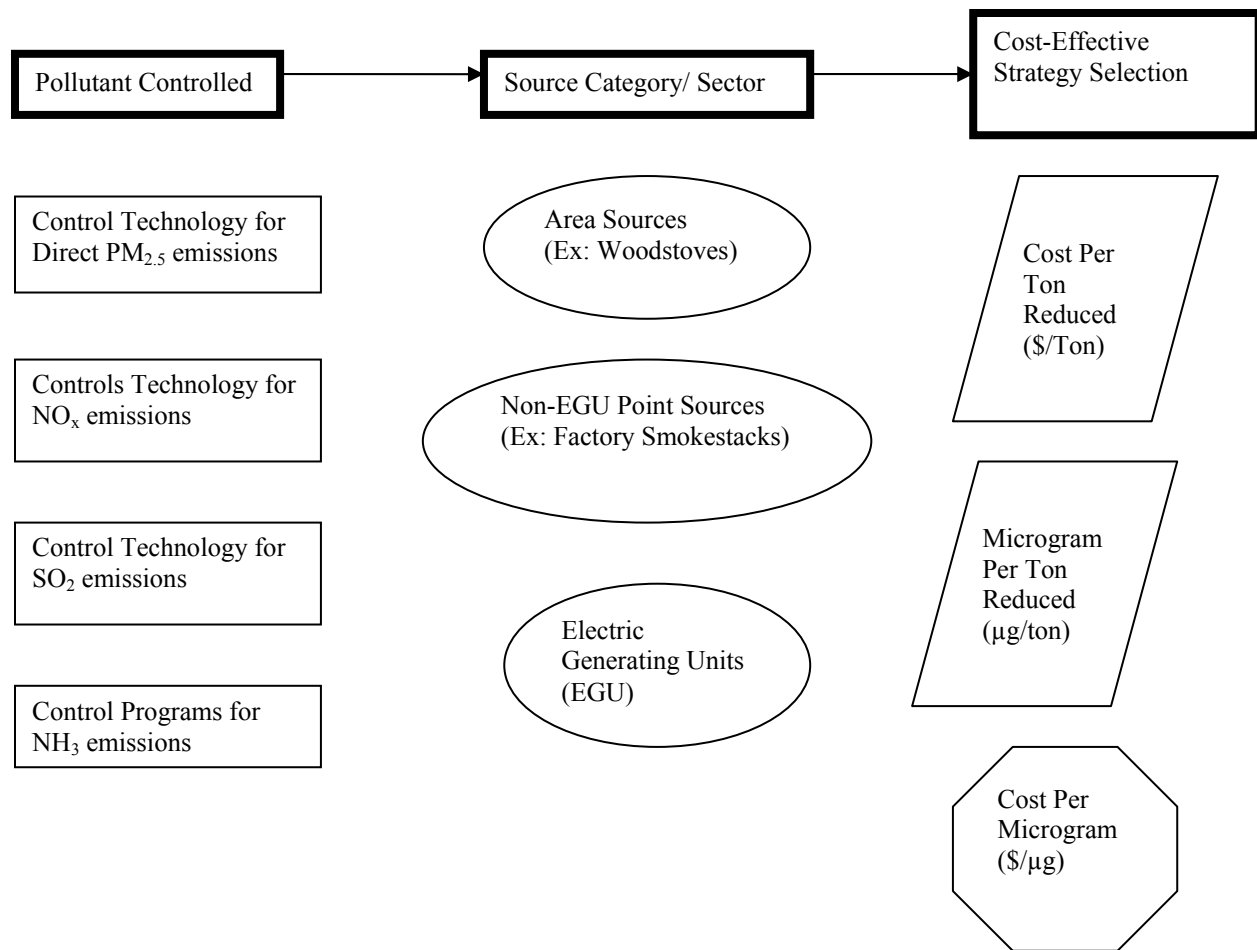 Pollutant Controlled
Source Category/ Sector
Cost-Effective
Strategy Selection
Control Technology for
Direct PM2.5 emissions
Controls Technology for
NOx emissions
Control Technology for
SO2 emissions
Control Programs for
NH3 emissions
Area Sources
(Ex: Woodstoves)
Non-EGU Point Sources
(Ex: Factory Smokestacks)
Electric
Generating Units
(EGU)
Cost Per
Ton
Reduced
($/Ton)
Microgram
Per Ton
Reduced
(µg/ton)
Cost Per
Microgram
($/µg)